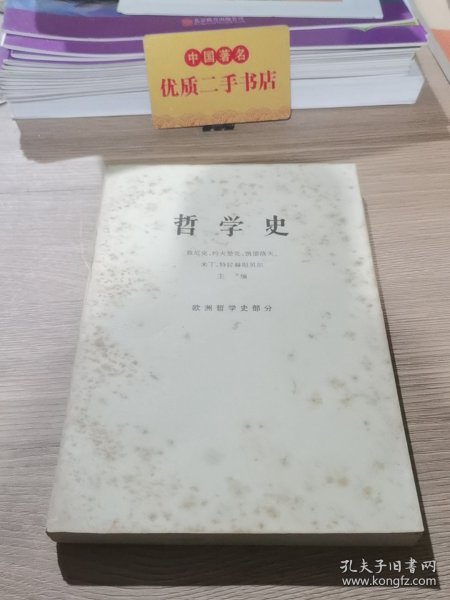 中国著名
优质二手书店
哲学史
敦尼克、约夫楚克、凯德洛夫、
米丁、特拉赫坦贝尔
主编
欧洲哲学史部分
孔夫子旧书网
www.kongfz.com